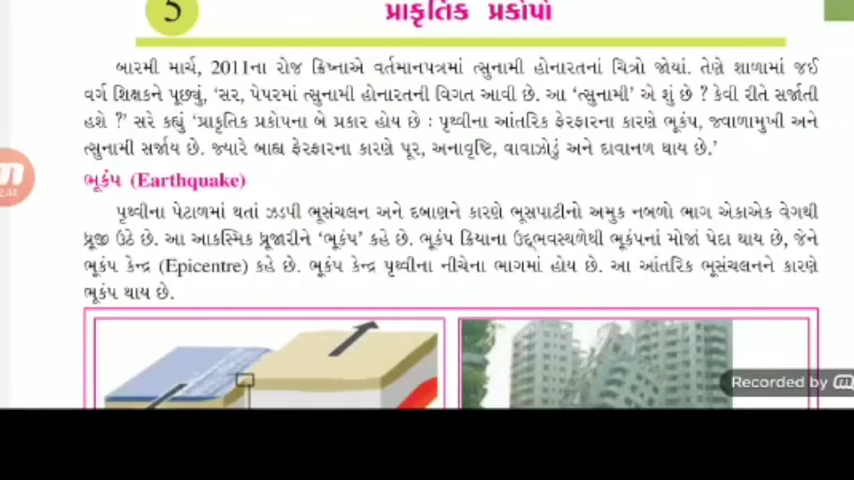 5
પ્રાકૃતિક પ્રકોપો
બારમી માર્ચ, 2011ના રોજ ક્રિષ્નાએ વર્તમાનપત્રમાં ત્સુનામી હોનારતનાં ચિત્રો જોયાં. તેણે શાળામાં જઈ
વર્ગ શિક્ષકને પૂછ્યું, ‘સર, પેપરમાં ત્સુનામી હોનારતની વિગત આવી છે. આ ‘ત્સુનામી’ એ શું છે ? કેવી રીતે સર્જાતી
હશે ?’ સરે કહ્યું ‘પ્રાકૃતિક પ્રકોપના બે પ્રકાર હોય છે : પૃથ્વીના આંતરિક ફેરફારના કારણે ભૂકંપ, જ્વાળામુખી અને
ત્સુનામી સર્જાય છે. જ્યારે બાહ્ય ફેરફારના કારણે પૂર, અનાવૃષ્ટિ, વાવાઝોડું અને દાવાનળ થાય છે.’
ભૂકંપ (Earthquake)
પૃથ્વીના પેટાળમાં થતાં ઝડપી ભૂસંચલન અને દબાણને કારણે ભૂસપાટીનો અમુક નબળો ભાગ એકાએક વેગથી
ધ્રૂજી ઉઠે છે. આ આકસ્મિક ધ્રૂજારીને ‘ભૂકંપ’ કહે છે. ભૂકંપ ક્રિયાના ઉદ્દભવસ્થળેથી ભૂકંપનાં મોજાં પેદા થાય છે, જેને
ભૂકંપ કેન્દ્ર (Epicentre) કહે છે. ભૂકંપ કેન્દ્ર પૃથ્વીના નીચેના ભાગમાં હોય છે. આ આંતરિક ભૂસંચલનને કારણે
ભૂકંપ થાય છે.
Recorded by